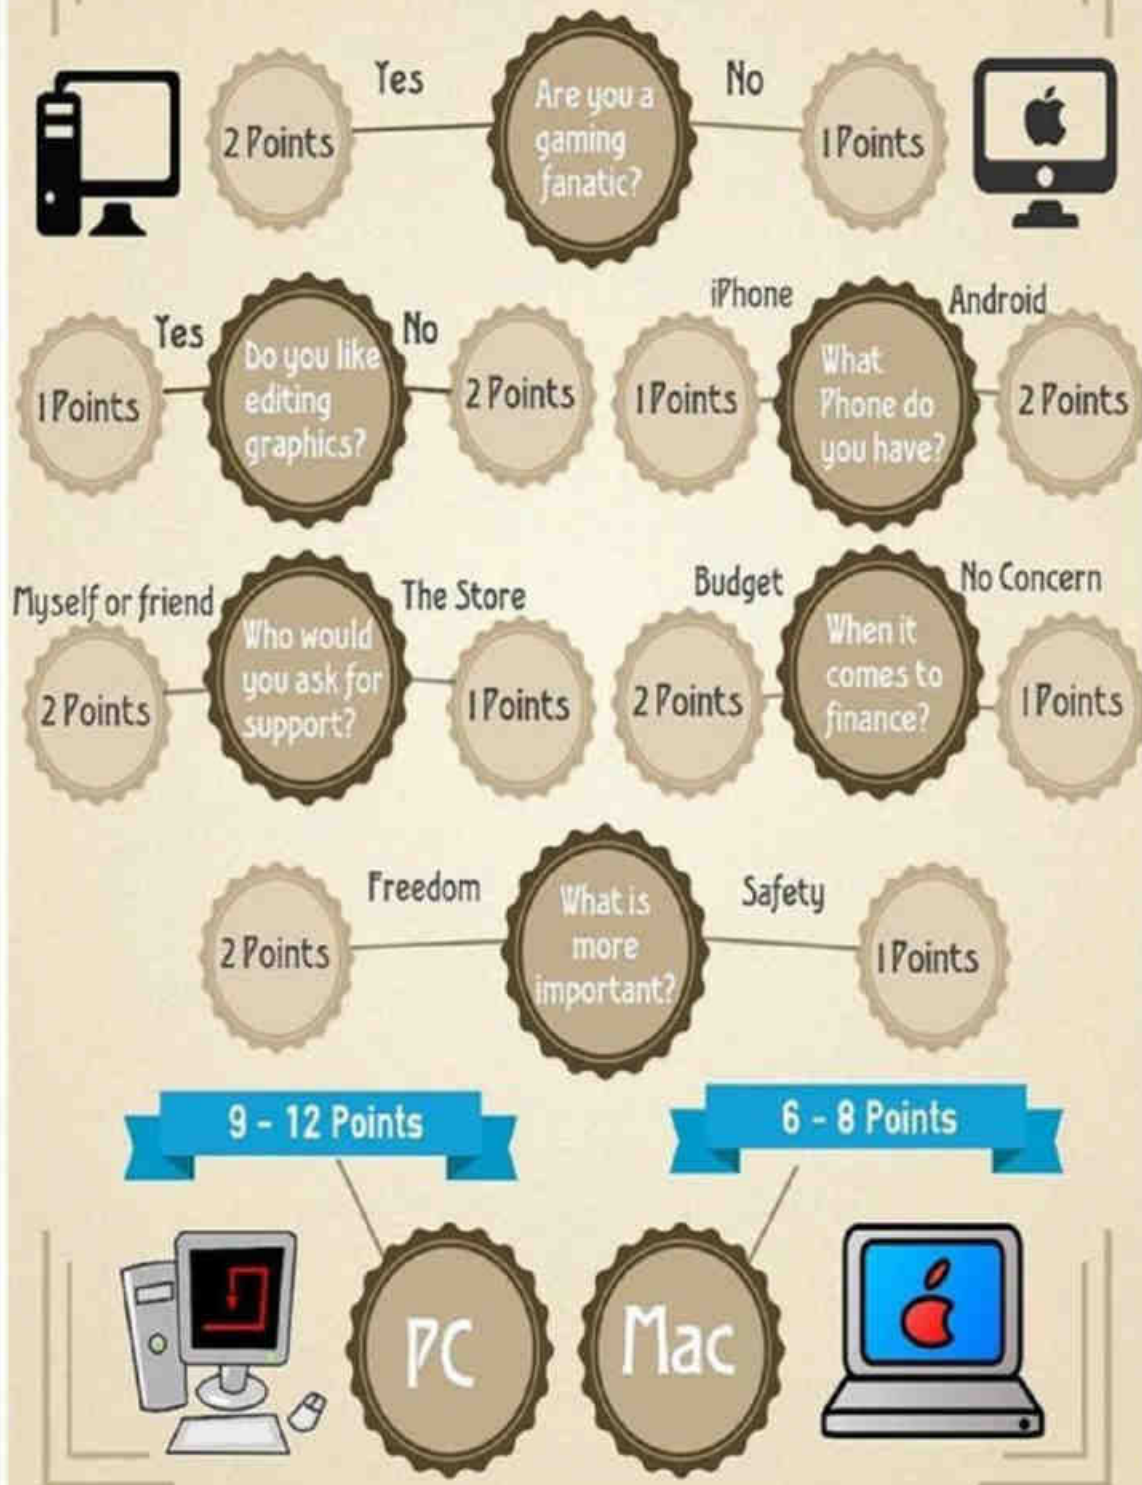 Yes
No
2 Points
Are you a
gaming
fanatic?
1 Points
Yes
No
1 Points
Do you like
editing
graphics?
2 Points
iPhone
Android
1 Points
What
Phone do
you have?
2 Points
Myself or friend
The Store
2 Points
Who would
you ask for
support?
1 Points
Budget
No Concern
2 Points
When it
comes to
finance?
1 Points
Freedom
Safety
2 Points
What is
more
important?
1 Points
9 - 12 Points
6 - 8 Points
PC
Mac